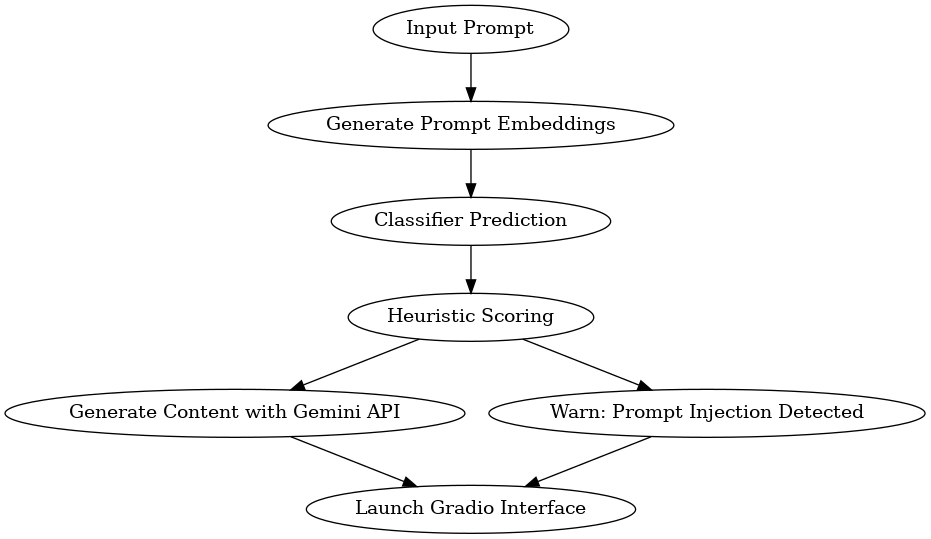 Input Prompt
Generate Prompt Embeddings
Classifier Prediction
Heuristic Scoring
Generate Content with Gemini API
Warn: Prompt Injection Detected
Launch Gradio Interface